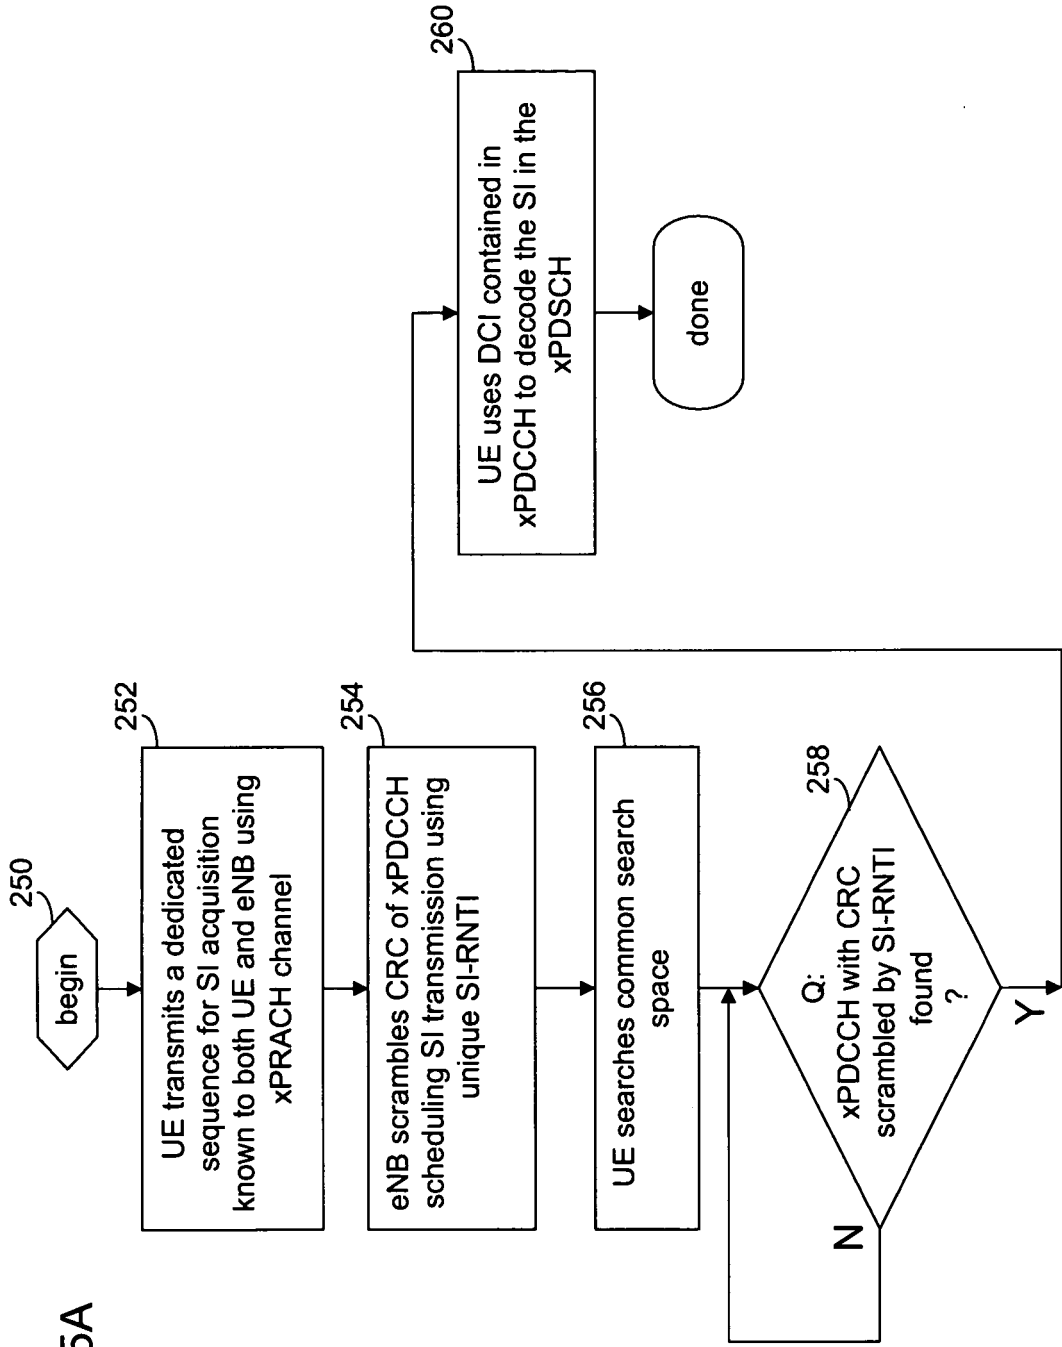 5A
250
begin
252
UE transmits a dedicated
sequence for SI acquisition
known to both UE and eNB using
xPRACH channel
254
eNB scrambles CRC of xPDCCH
scheduling SI transmission using
unique SI-RNTI
256
UE searches common search
space
258
Q:
xPDCCH with CRC
scrambled by SI-RNTI
found
?
N
Y
260
UE uses DCI contained in
xPDCCH to decode the SI in the
xPDSCH
done